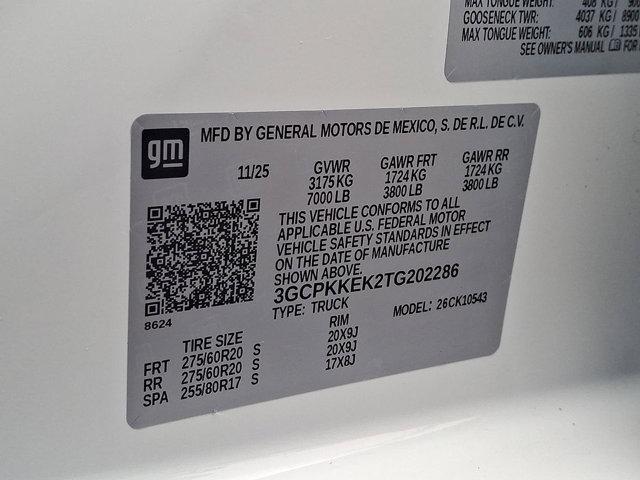 MAX TONGUE WEIGHT: 408 KG/ 900
GOOSENECK TWR: 4037 KG/ 8900
MAX TONGUE WEIGHT: 606 KG/ 1335
SEE OWNER'S MANUAL FOR
gm
MFD BY GENERAL MOTORS DE MEXICO, S. DE R.L. DE C.V.
11/25 GVWR GAWR FRT GAWR RR
3175 KG 1724 KG 1724 KG
7000 LB 3800 LB 3800 LB
THIS VEHICLE CONFORMS TO ALL
APPLICABLE U.S. FEDERAL MOTOR
VEHICLE SAFETY STANDARDS IN EFFECT
ON THE DATE OF MANUFACTURE
SHOWN ABOVE.
3GCPKKEK2TG202286
TYPE: TRUCK MODEL: 26CK10543
8624
TIRE SIZE RIM
FRT 275/60R20 S 20X9J
RR 275/60R20 S 20X9J
SPA 255/80R17 S 17X8J